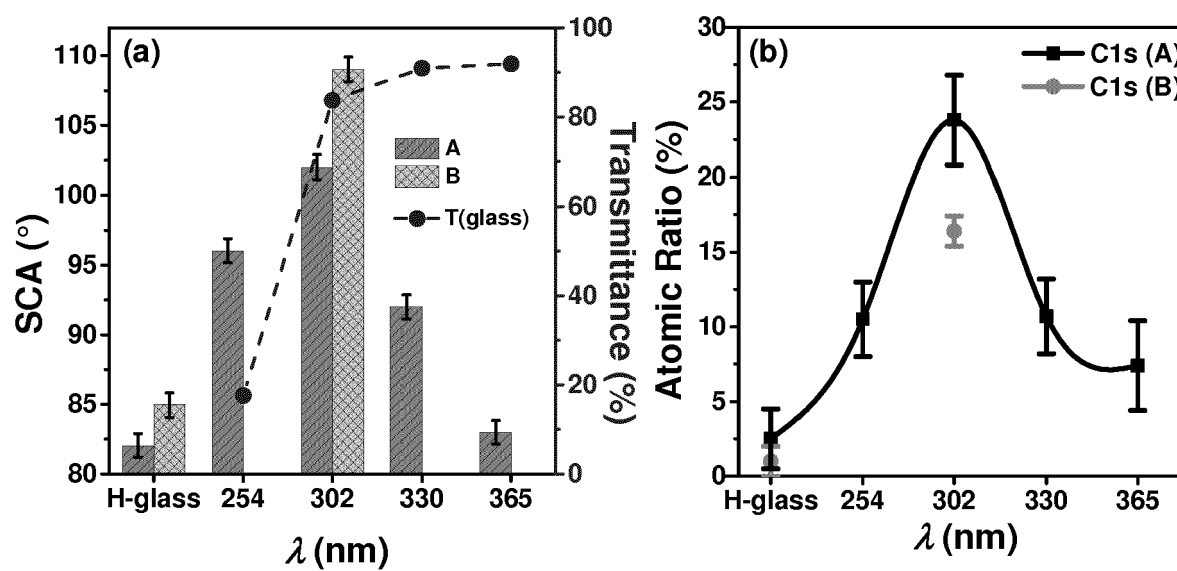 (a)
110
105
100
95
90
85
80
SCA (°)
A
B
T(glass)
100
80
60
40
20
0
Transmittance (%)
H-glass 254 302 330 365
λ (nm)
(b)
C1s (A)
C1s (B)
30
25
20
15
10
5
0
Atomic Ratio (%)
H-glass 254 302 330 365
λ (nm)